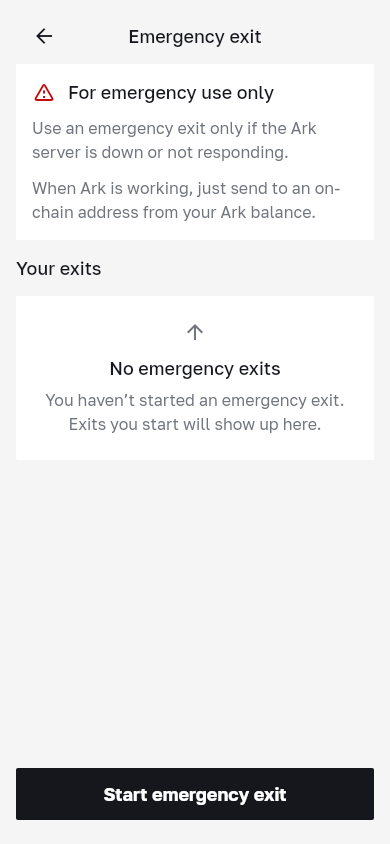 Emergency exit
For emergency use only
Use an emergency exit only if the Ark
server is down or not responding.
When Ark is working, just send to an on-
chain address from your Ark balance.
Your exits
No emergency exits
You haven’t started an emergency exit.
Exits you start will show up here.
Start emergency exit